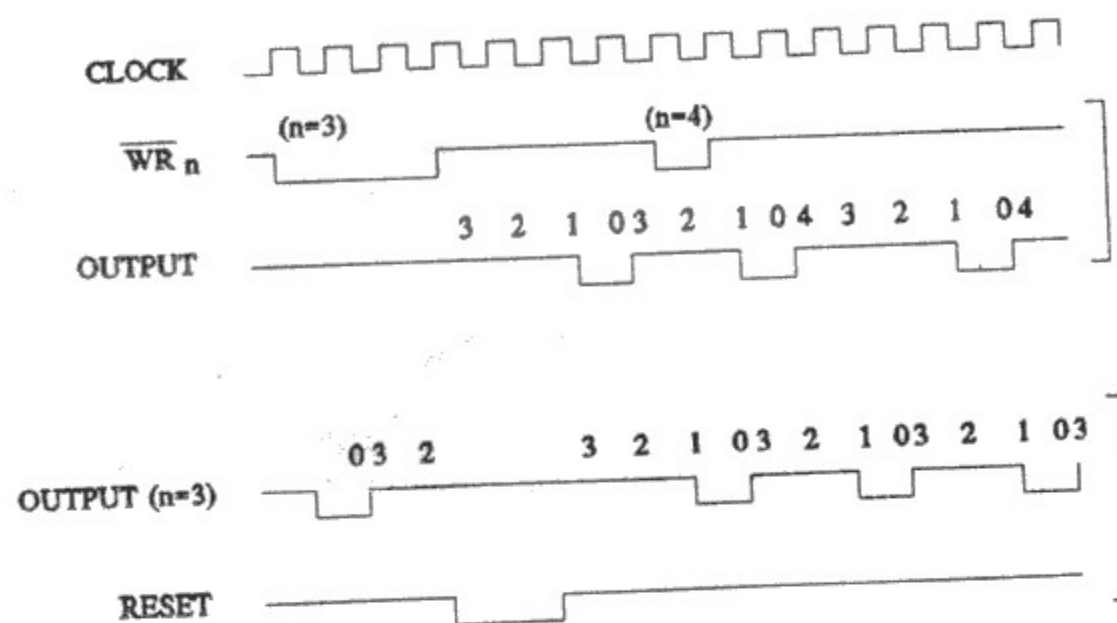 CLOCK
(n=3) (n=4)
WR n
3 2 1 0 3 2 1 0 4 3 2 1 0 4
OUTPUT
0 3 2 3 2 1 0 3 2 1 0 3 2 1 0 3
OUTPUT (n=3)
RESET